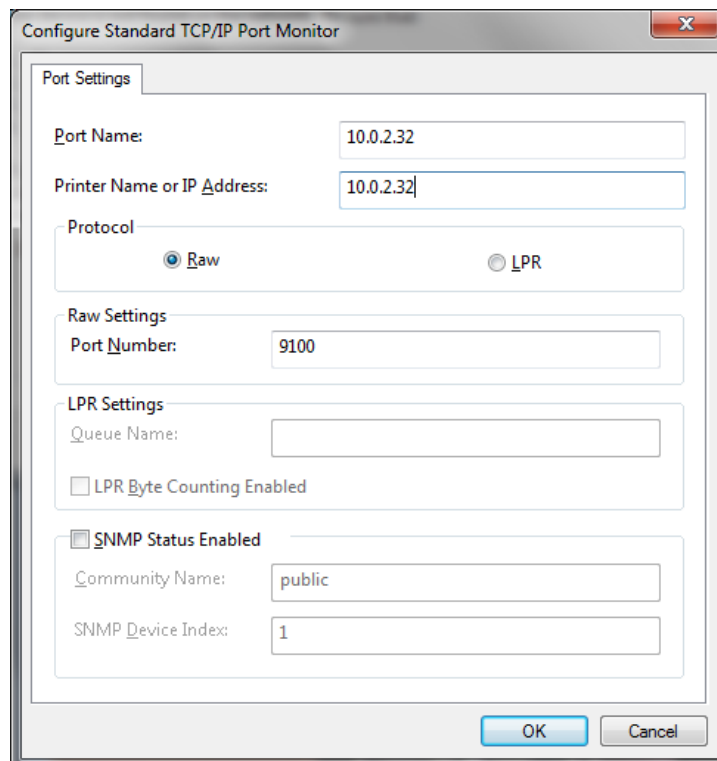 Configure Standard TCP/IP Port Monitor
Port Settings
Port Name: 10.0.2.32
Printer Name or IP Address: 10.0.2.32
Protocol
Raw LPR
Raw Settings
Port Number: 9100
LPR Settings
Queue Name:
LPR Byte Counting Enabled
SNMP Status Enabled
Community Name: public
SNMP Device Index: 1
OK Cancel